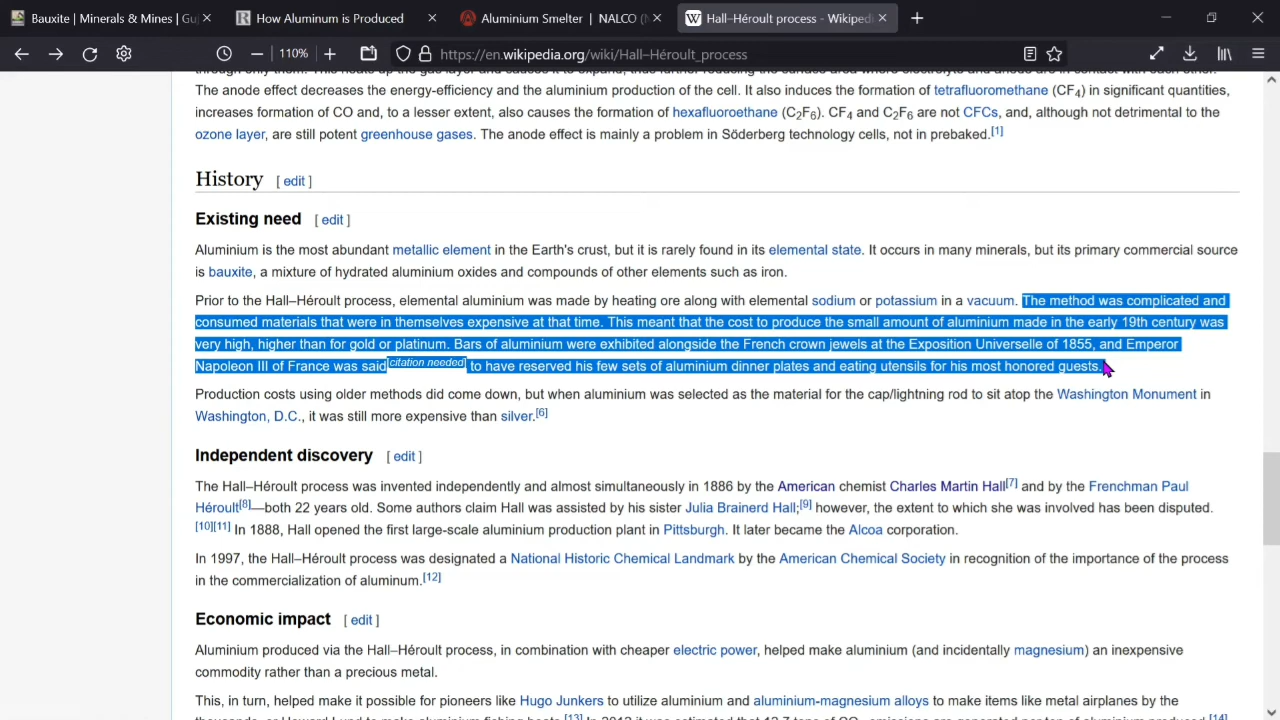 Bauxite | Minerals & Mines | Gu
How Aluminum is Produced
Aluminium Smelter | NALCO (
Hall–Héroult process - Wikipedi
110%
https://en.wikipedia.org/wiki/Hall–Héroult_process
The anode effect decreases the energy-efficiency and the aluminium production of the cell. It also induces the formation of tetrafluoromethane (CF4) in significant quantities,
increases formation of CO and, to a lesser extent, also causes the formation of hexafluoroethane (C2F6). CF4 and C2F6 are not CFCs, and, although not detrimental to the
ozone layer, are still potent greenhouse gases. The anode effect is mainly a problem in Söderberg technology cells, not in prebaked.[1]
History [ edit ]
Existing need [ edit ]
Aluminium is the most abundant metallic element in the Earth's crust, but it is rarely found in its elemental state. It occurs in many minerals, but its primary commercial source
is bauxite, a mixture of hydrated aluminium oxides and compounds of other elements such as iron.
Prior to the Hall–Héroult process, elemental aluminium was made by heating ore along with elemental sodium or potassium in a vacuum. The method was complicated and
consumed materials that were in themselves expensive at that time. This meant that the cost to produce the small amount of aluminium made in the early 19th century was
very high, higher than for gold or platinum. Bars of aluminium were exhibited alongside the French crown jewels at the Exposition Universelle of 1855, and Emperor
Napoleon III of France was said[citation needed] to have reserved his few sets of aluminium dinner plates and eating utensils for his most honored guests.
Production costs using older methods did come down, but when aluminium was selected as the material for the cap/lightning rod to sit atop the Washington Monument in
Washington, D.C., it was still more expensive than silver.[6]
Independent discovery [ edit ]
The Hall–Héroult process was invented independently and almost simultaneously in 1886 by the American chemist Charles Martin Hall[7] and by the Frenchman Paul
Héroult[8]—both 22 years old. Some authors claim Hall was assisted by his sister Julia Brainerd Hall;[9] however, the extent to which she was involved has been disputed.
[10][11] In 1888, Hall opened the first large-scale aluminium production plant in Pittsburgh. It later became the Alcoa corporation.
In 1997, the Hall–Héroult process was designated a National Historic Chemical Landmark by the American Chemical Society in recognition of the importance of the process
in the commercialization of aluminum.[12]
Economic impact [ edit ]
Aluminium produced via the Hall–Héroult process, in combination with cheaper electric power, helped make aluminium (and incidentally magnesium) an inexpensive
commodity rather than a precious metal.
This, in turn, helped make it possible for pioneers like Hugo Junkers to utilize aluminium and aluminium-magnesium alloys to make items like metal airplanes by the